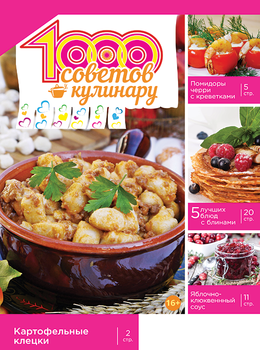 1000
советов
кулинару
Помидоры
черри
с креветками
5
стр.
5 лучших
блюд
с блинами
20
стр.
Яблочно-
клюквенный
соус
11
стр.
16+
Картофельные
клецки
2
стр.